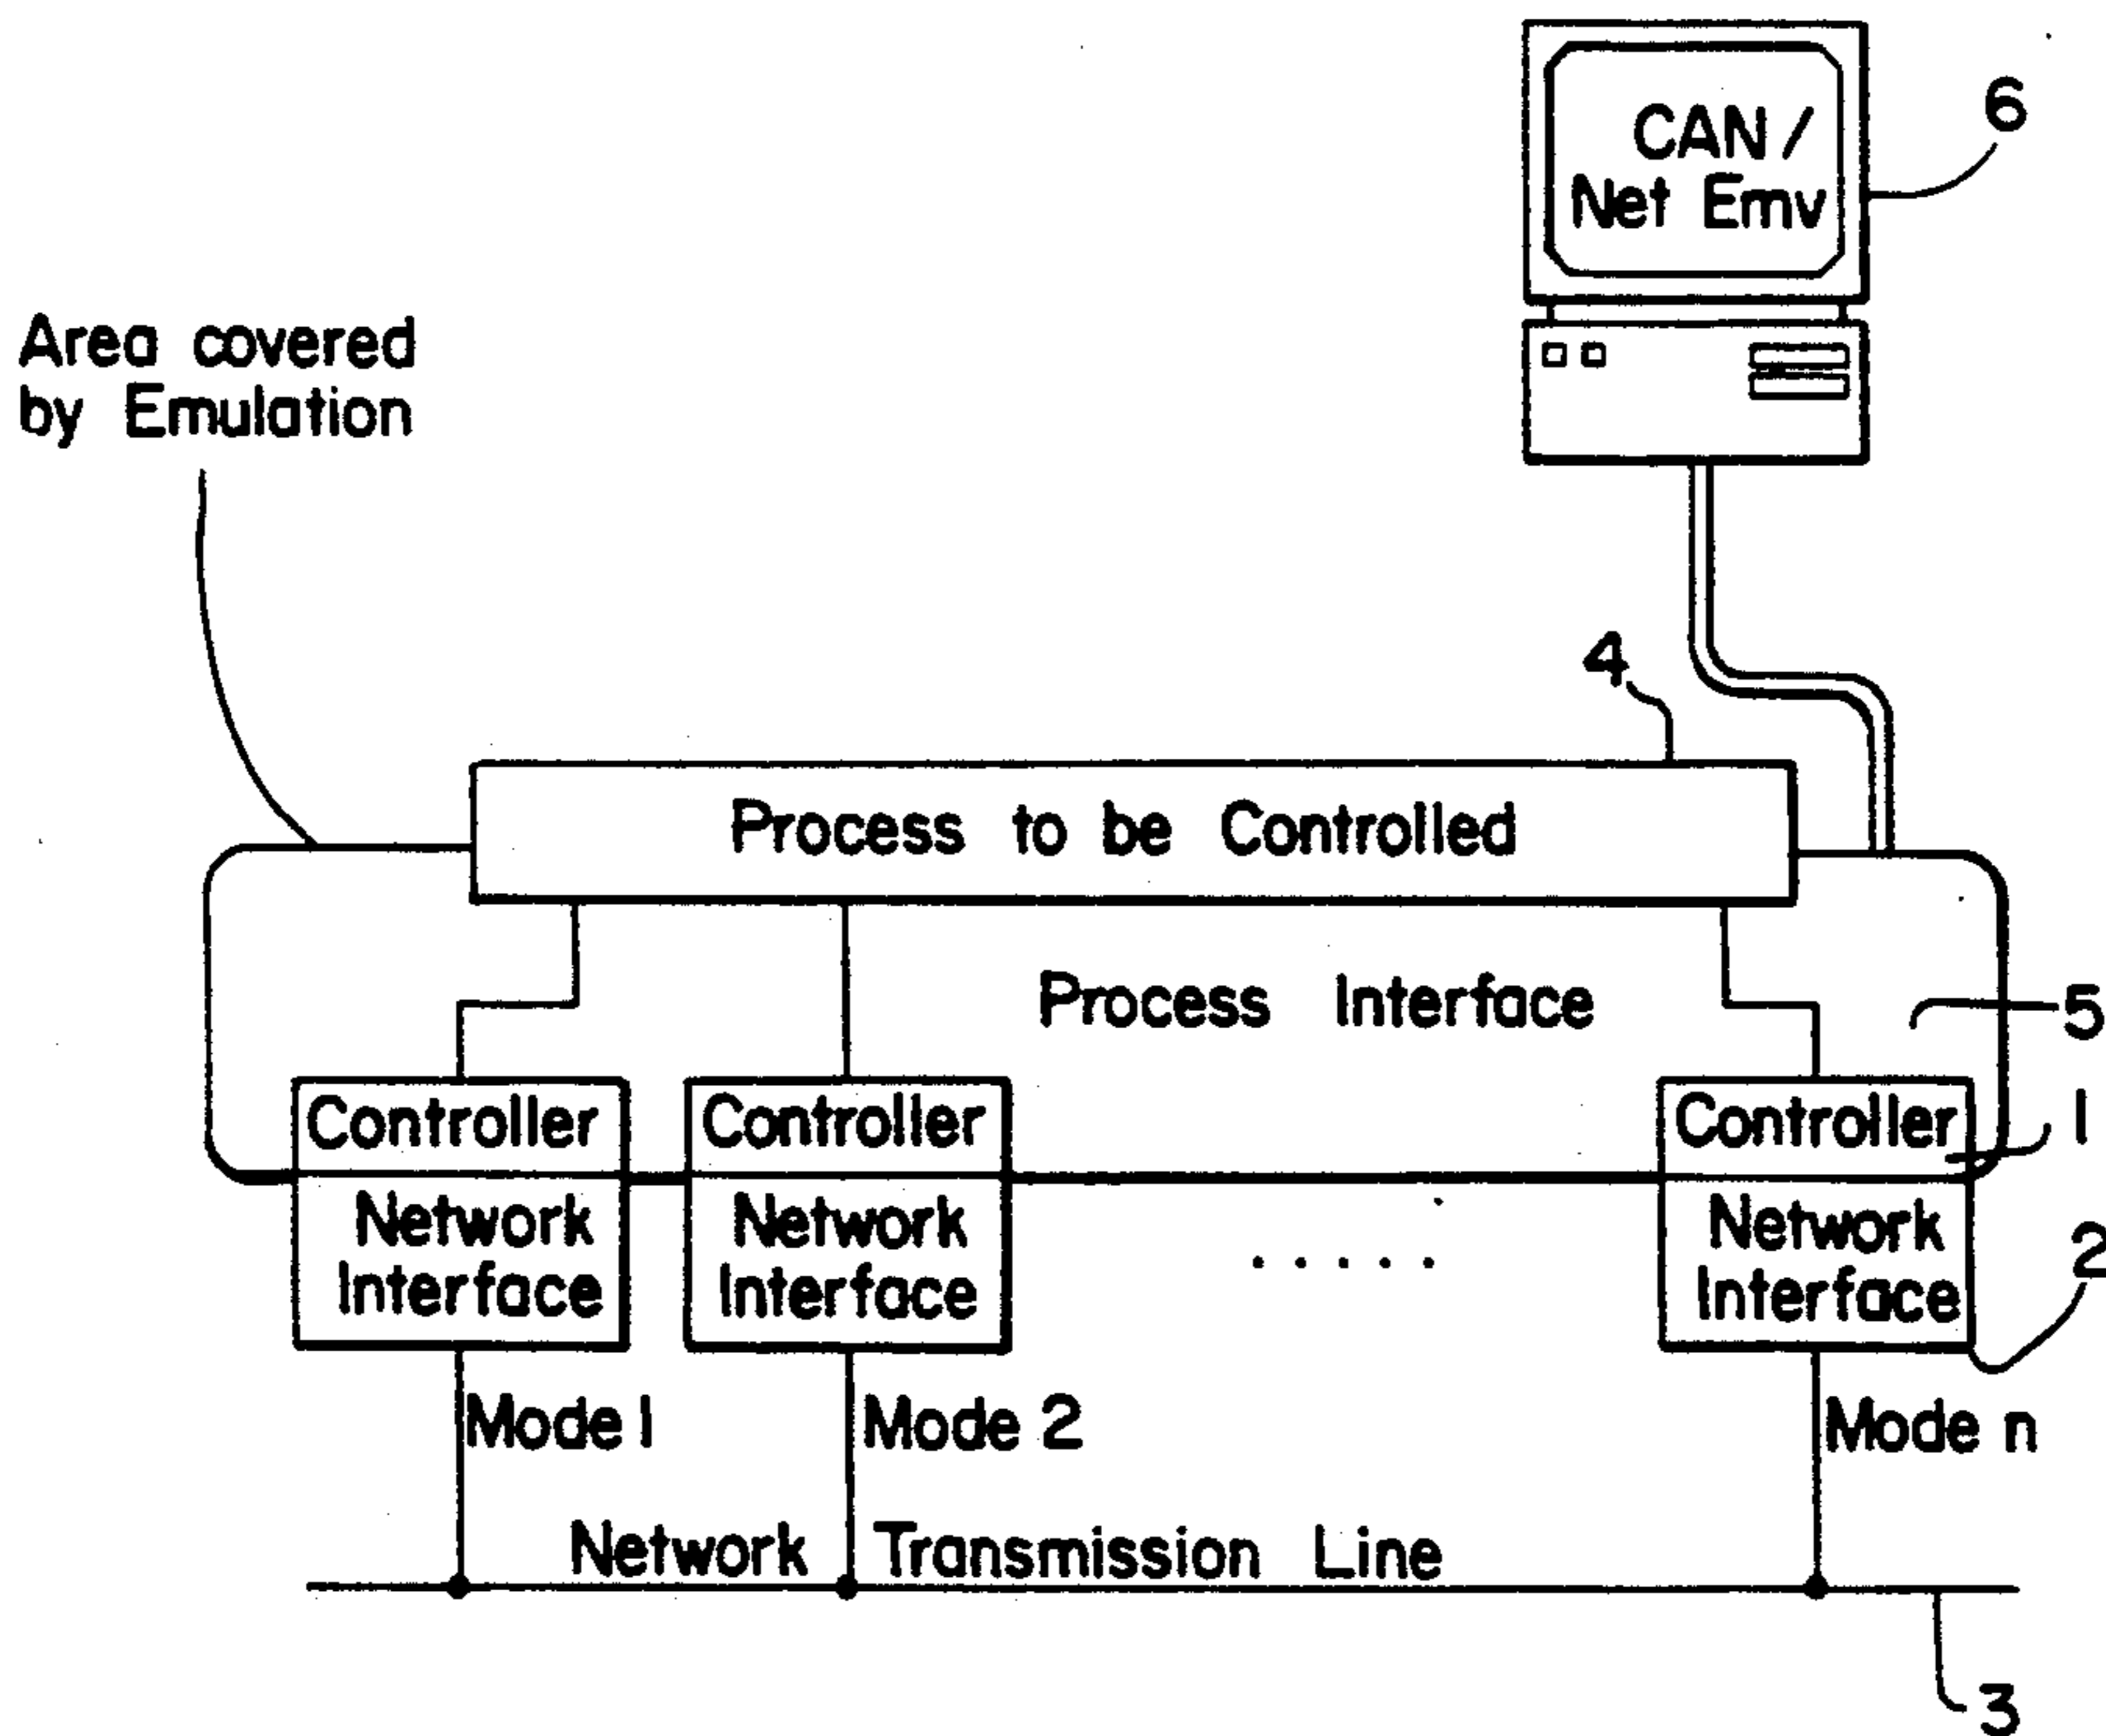 CAN /
Net Emv
6
Area covered
by Emulation
4
Process to be Controlled
Process Interface
5
Controller
Controller
Controller
1
Network
Interface
Network
Interface
.....
Network
Interface
2
Mode 1
Mode 2
Mode n
Network Transmission Line
3